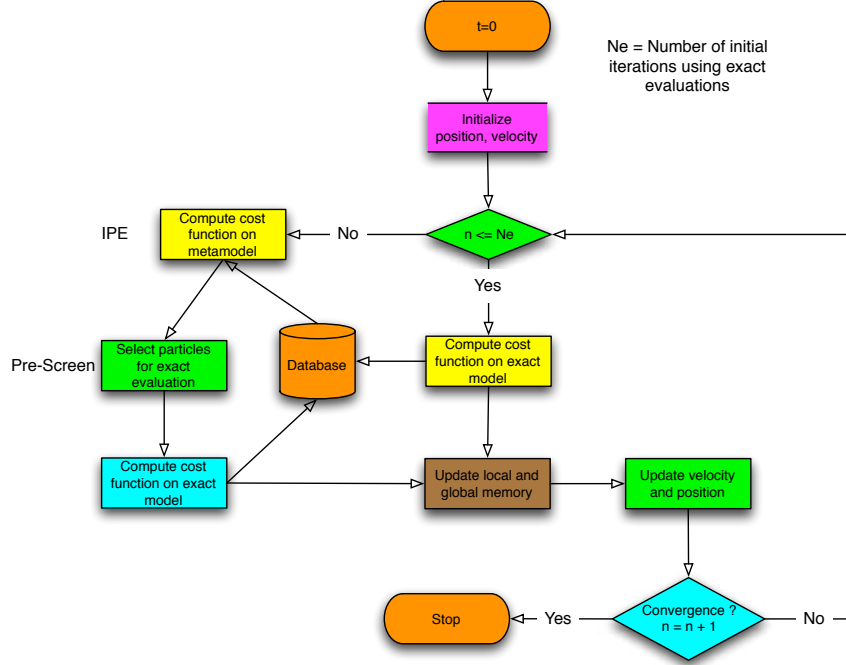 t=0
Ne = Number of initial
iterations using exact
evaluations
Initialize
position, velocity
IPE
Compute cost
function on
metamodel
No
n <= Ne
Yes
Pre-Screen
Select particles
for exact
evaluation
Database
Compute cost
function on exact
model
Compute cost
function on exact
model
Update local and
global memory
Update velocity
and position
Stop
Yes
Convergence ?
n = n + 1
No